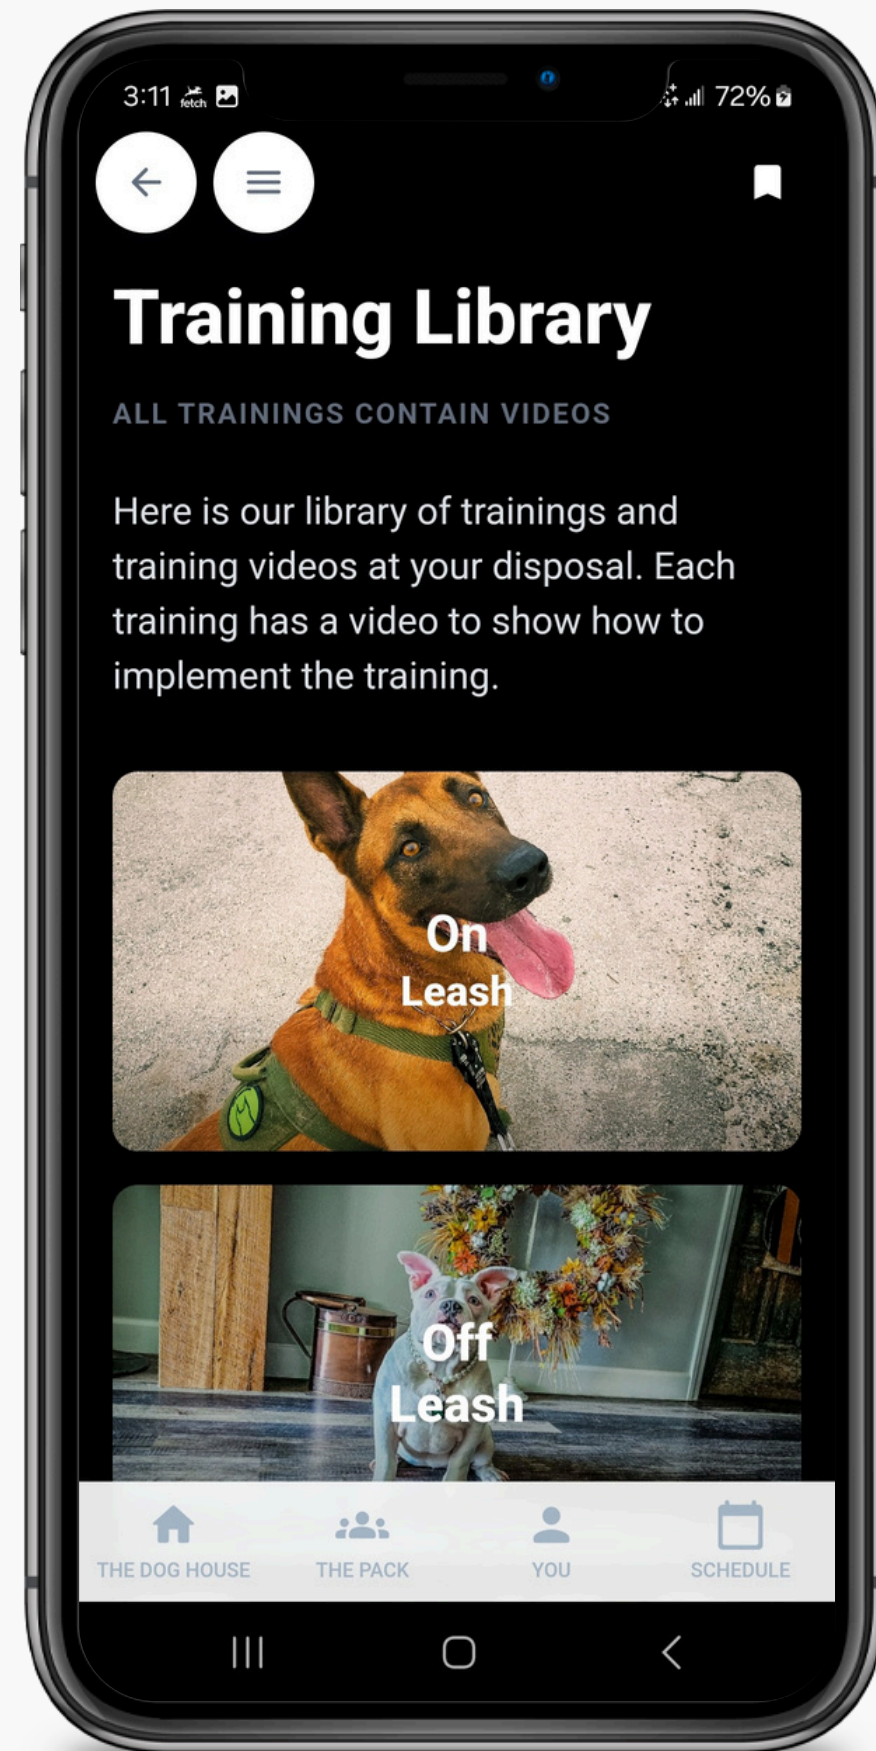 3:11 fetch 72%
Training Library
ALL TRAININGS CONTAIN VIDEOS
Here is our library of trainings and
training videos at your disposal. Each
training has a video to show how to
implement the training.
On
Leash
Off
Leash
THE DOG HOUSE THE PACK YOU SCHEDULE